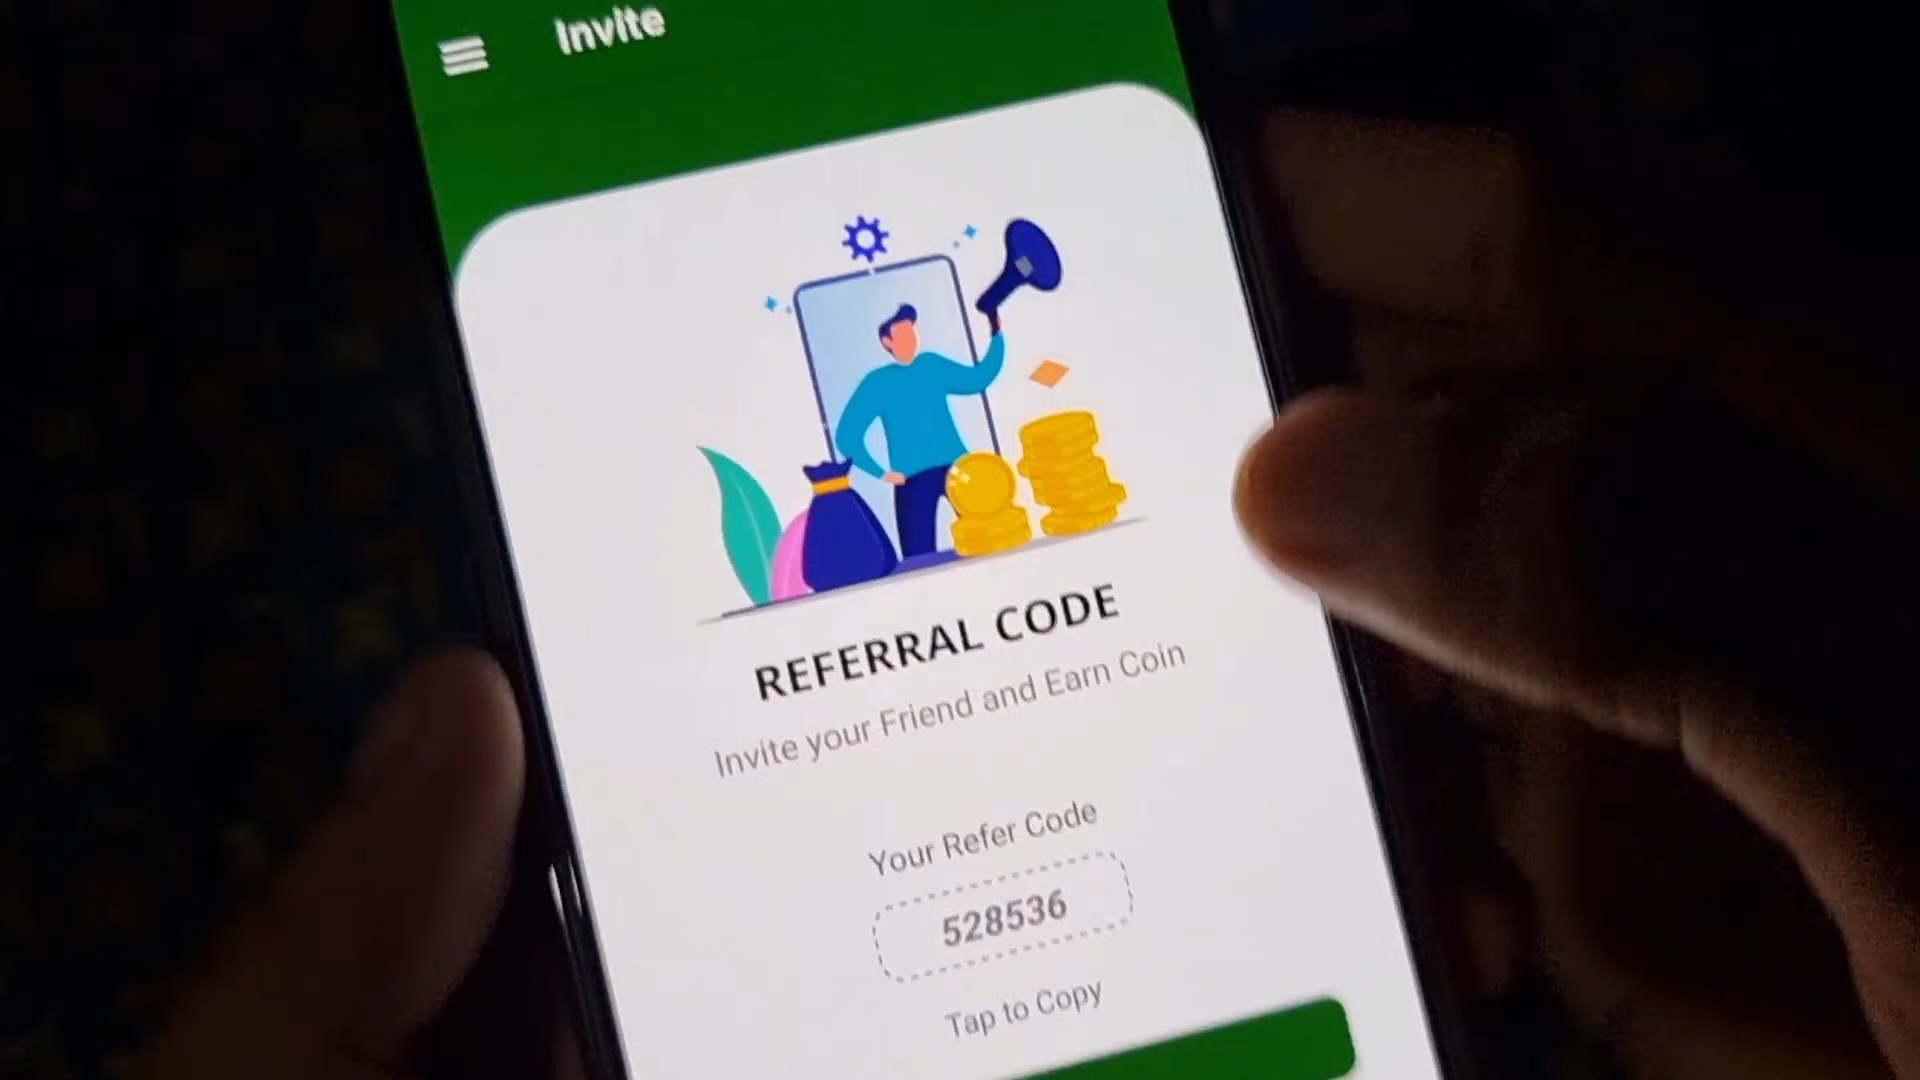 Invite
REFERRAL CODE
Invite your Friend and Earn Coin
Your Refer Code
528536
Tap to Copy